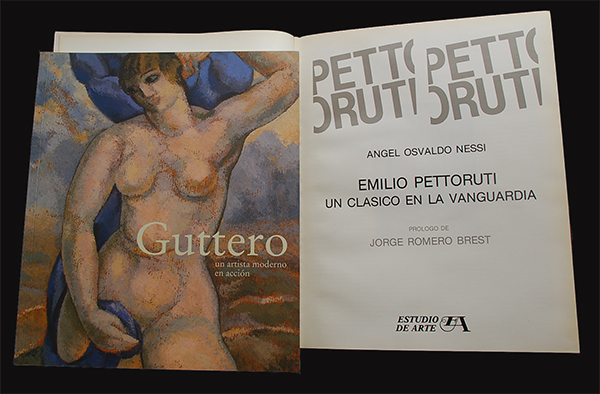 Guttero
un artista moderno
en acción
PETTO PETTO
ORUTI ORUTI
ANGEL OSVALDO NESSI
EMILIO PETTORUTI
UN CLASICO EN LA VANGUARDIA
PROLOGO DE
JORGE ROMERO BREST
ESTUDIO
DE ARTE
EA